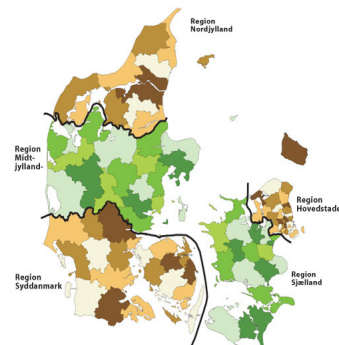 Region
Nordjylland
Region
Midt-
jylland-
Region
Hovedstade
Region
Sjælland
Region
Syddanmark